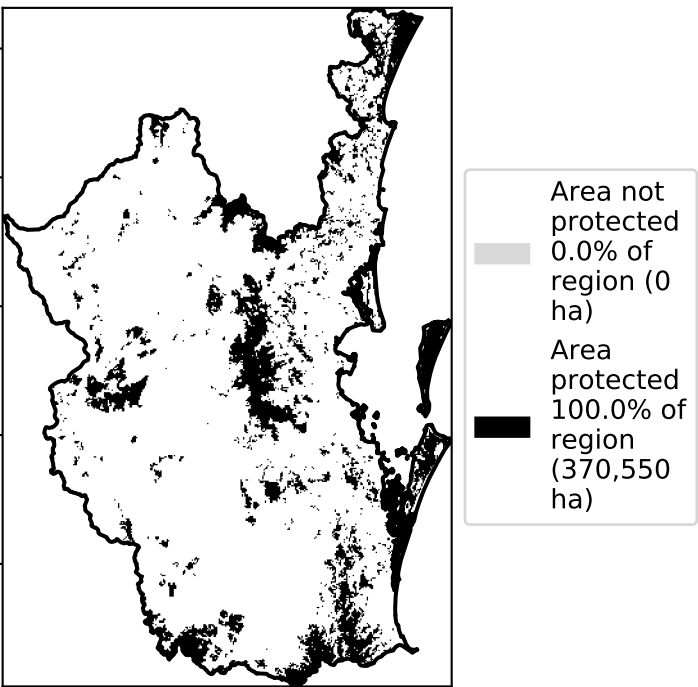 Area not
protected
0.0% of
region (0
ha)
Area
protected
100.0% of
region
(370,550
ha)